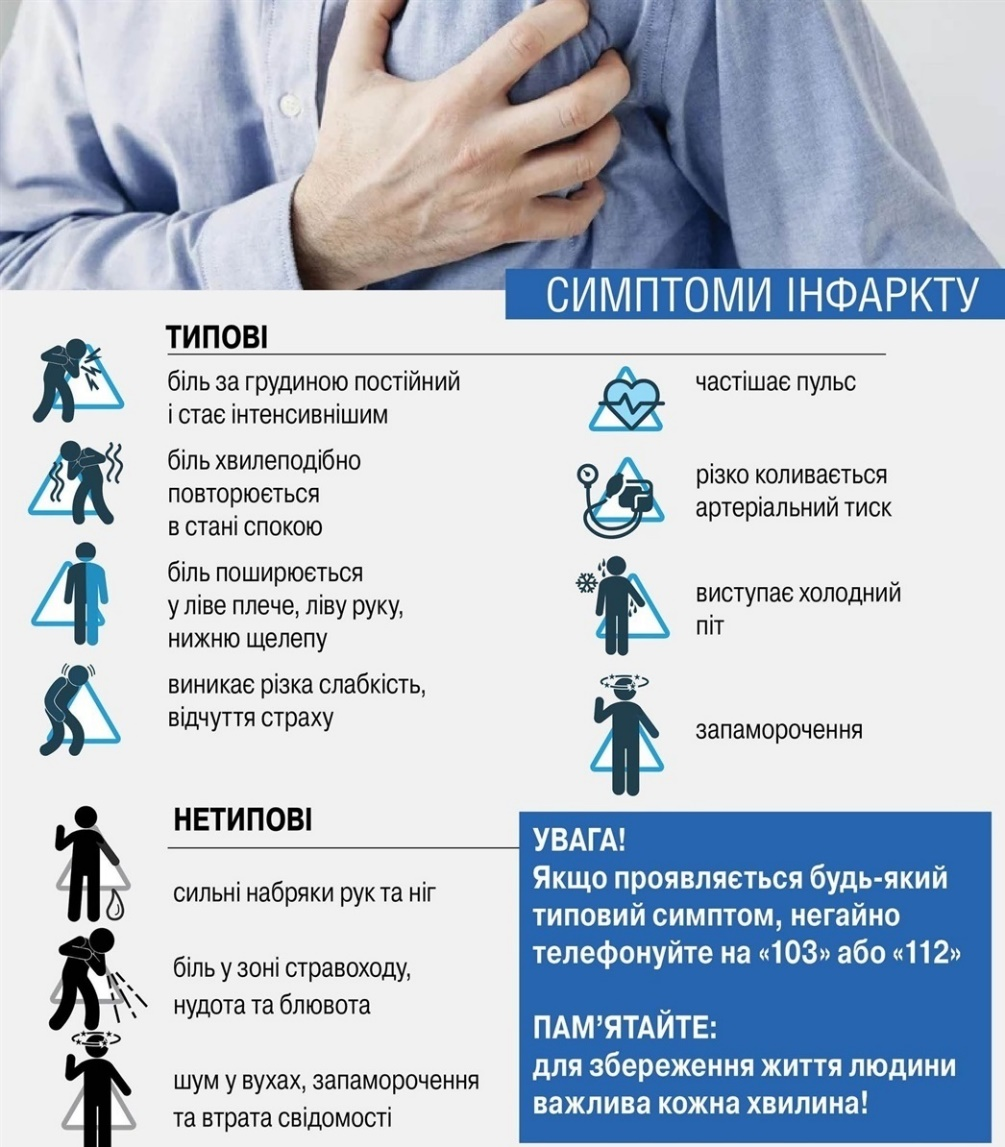 СИМПТОМИ ІНФАРКТУ
ТИПОВІ
біль за грудиною постійний
і стає інтенсивнішим
біль хвилеподібно
повторюється
в стані спокою
біль поширюється
у ліве плече, ліву руку,
нижню щелепу
виникає різка слабкість,
відчуття страху
частішає пульс
різко коливається
артеріальний тиск
виступає холодний
піт
запаморочення
НЕТИПОВІ
сильні набряки рук та ніг
біль у зоні стравоходу,
нудота та блювота
шум у вухах, запаморочення
та втрата свідомості
УВАГА!
Якщо проявляється будь-який
типовий симптом, негайно
телефонуйте на «103» або «112»
ПАМ’ЯТАЙТЕ:
для збереження життя людини
важлива кожна хвилина!